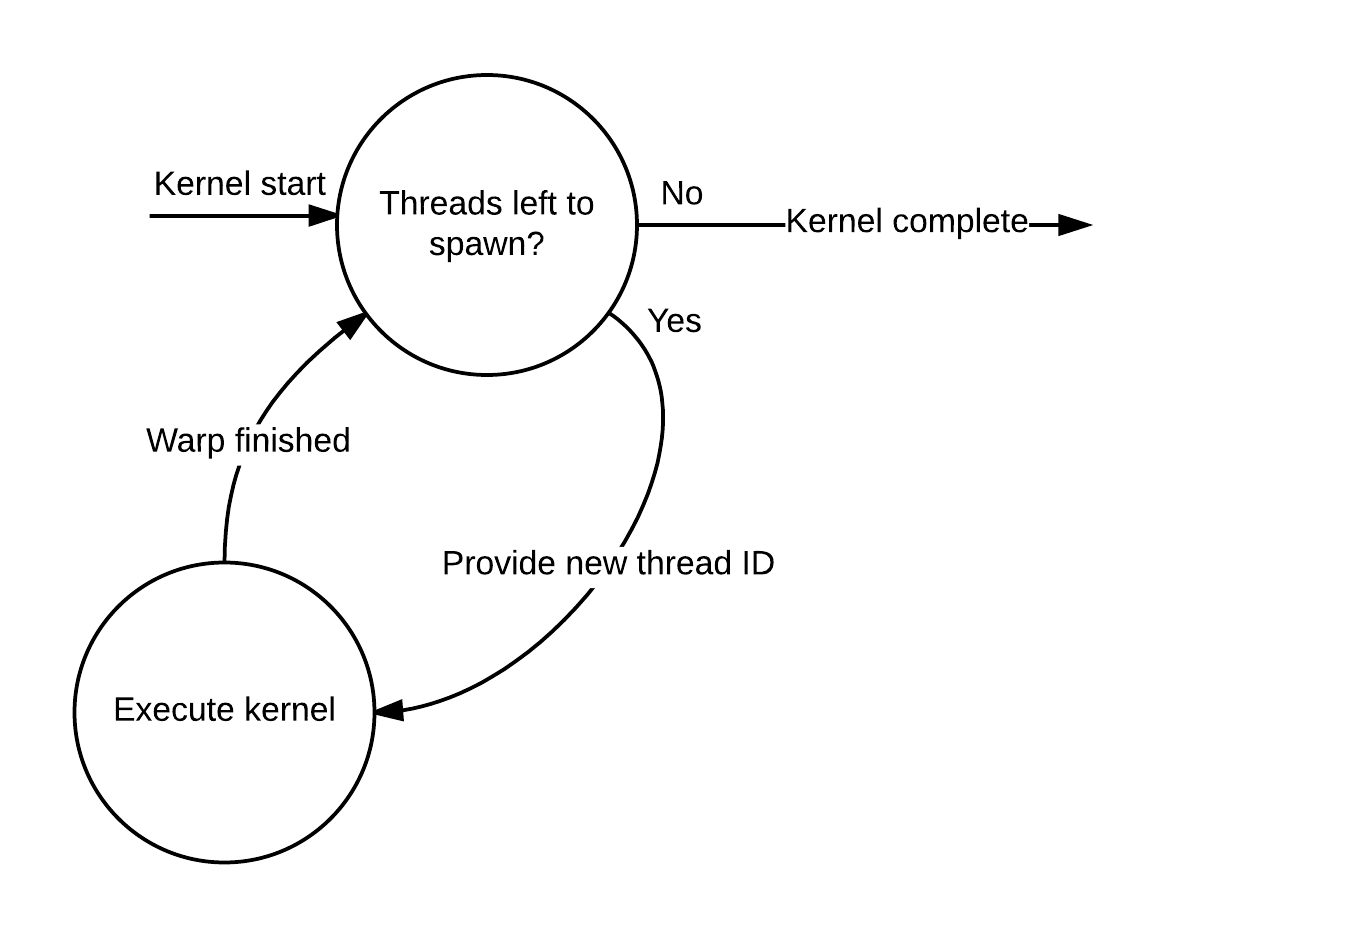 Kernel start
Threads left to
spawn?
No
Kernel complete
Yes
Warp finished
Provide new thread ID
Execute kernel